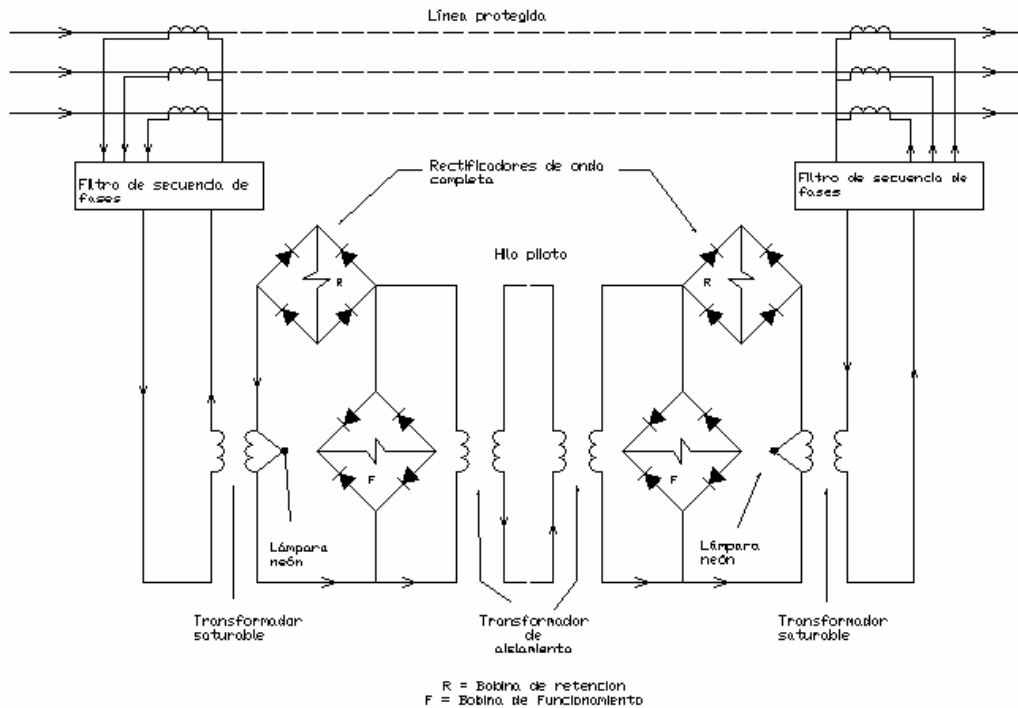 Línea protegida
Filtro de secuencia de
fases
Filtro de secuencia de
fases
Rectificadores de onda
completa
Hilo piloto
R
R
F
F
Lámpara
neón
Lámpara
neón
Transformador
saturable
Transformador
de
aislamiento
Transformador
saturable
R = Bobina de retencion
F = Bobina de Funcionamiento